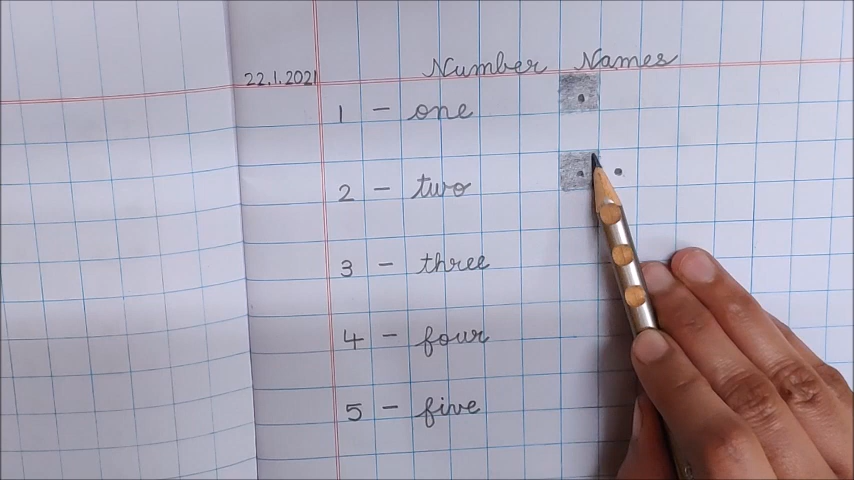 Number Names
22.1.2021
1 - one
2 - two
3 - three
4 - four
5 - five